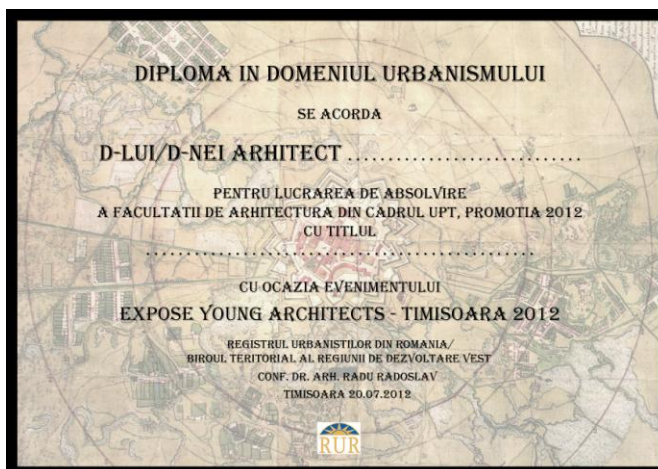 DIPLOMA IN DOMENIUL URBANISMULUI
SE ACORDA
D-LUI/D-NEI ARHITECT ............................
PENTRU LUCRAREA DE ABSOLVIRE
A FACULTATII DE ARHITECTURA DIN CADRUL UPT, PROMOTIA 2012
CU TITLUL
....................................................
CU OCAZIA EVENIMENTULUI
EXPOSE YOUNG ARCHITECTS - TIMISOARA 2012
REGISTRUL URBANISTILOR DIN ROMANIA/
BIROUL TERITORIAL AL REGIUNII DE DEZVOLTARE VEST
CONF. DR. ARH. RADU RADOSLAV
TIMISOARA 20.07.2012
RUR